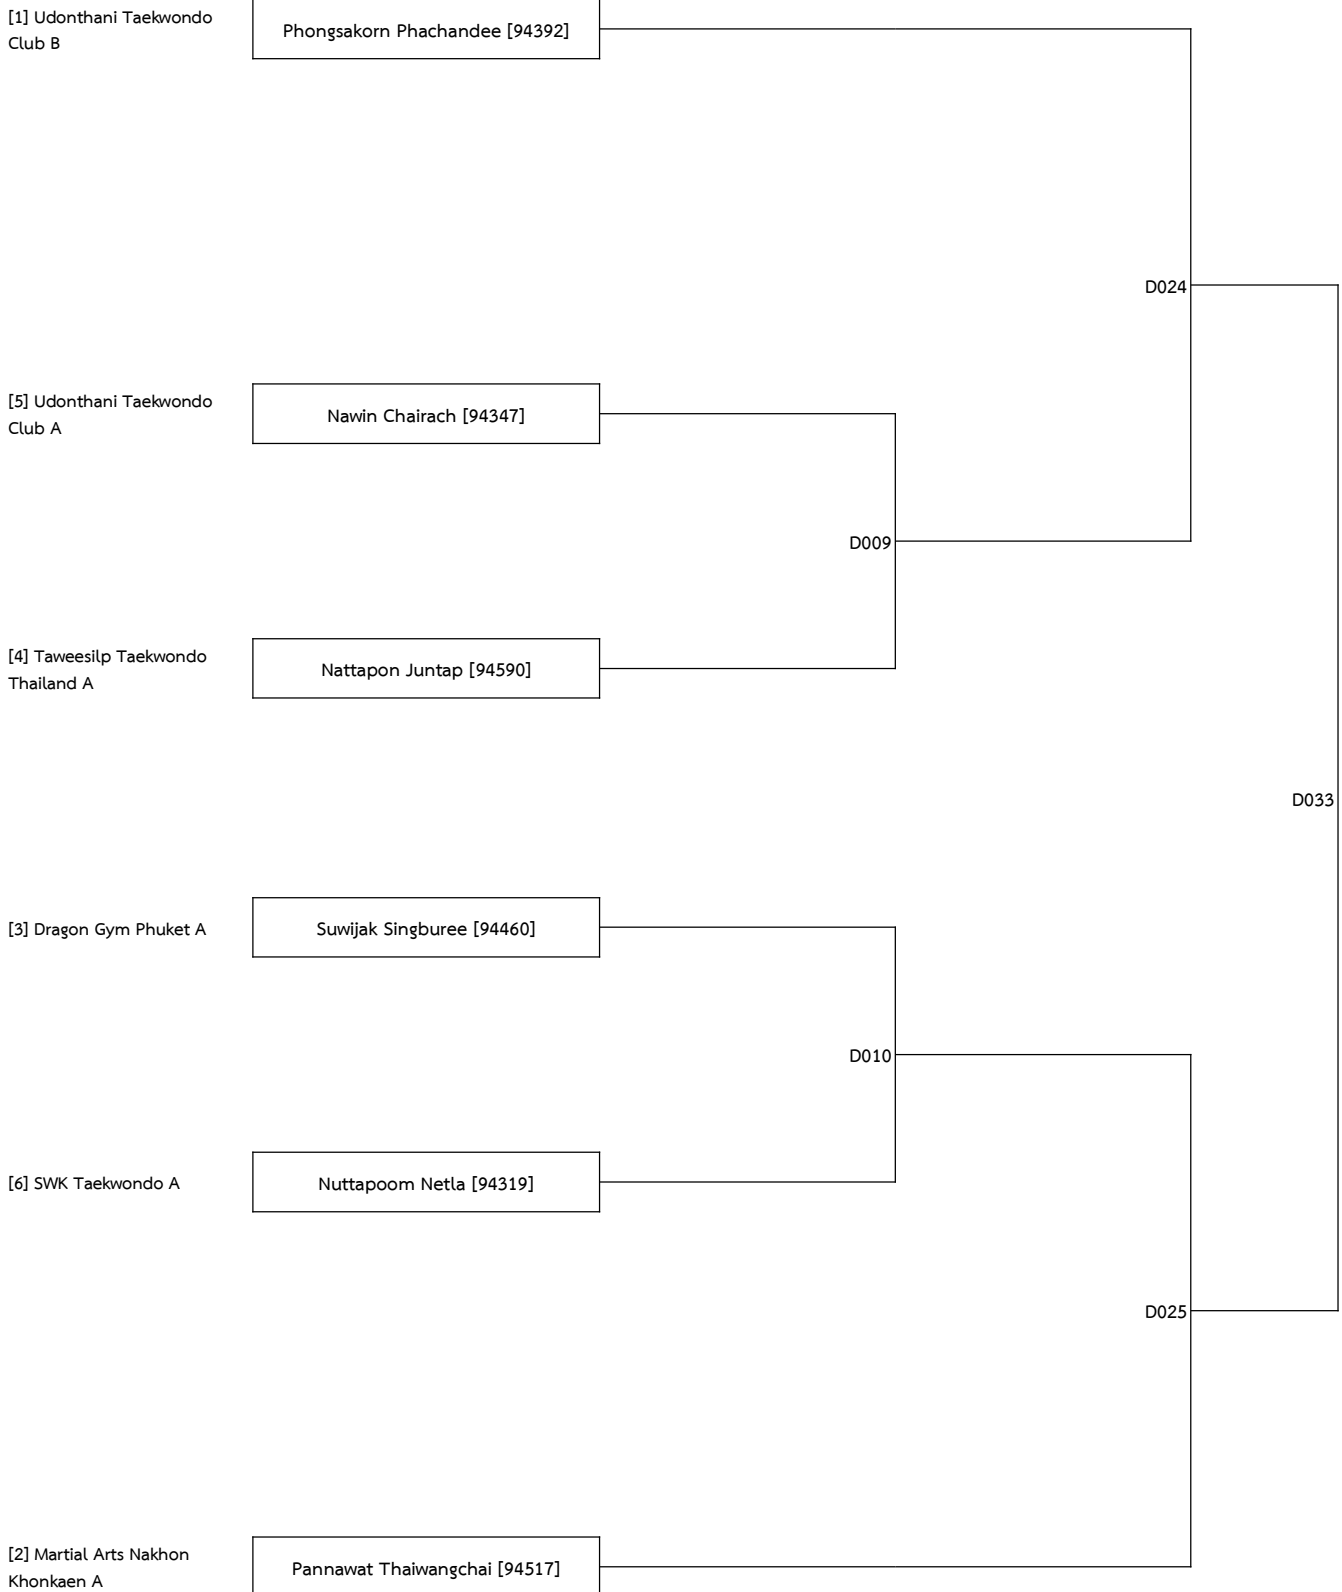 [1] Udonthani Taekwondo
Club B
Phongsakorn Phachandee [94392]
D024
[5] Udonthani Taekwondo
Club A
Nawin Chairach [94347]
D009
[4] Taweesilp Taekwondo
Thailand A
Nattapon Juntap [94590]
D033
[3] Dragon Gym Phuket A
Suwijak Singburee [94460]
D010
[6] SWK Taekwondo A
Nuttapoom Netla [94319]
D025
[2] Martial Arts Nakhon
Khonkaen A
Pannawat Thaiwangchai [94517]